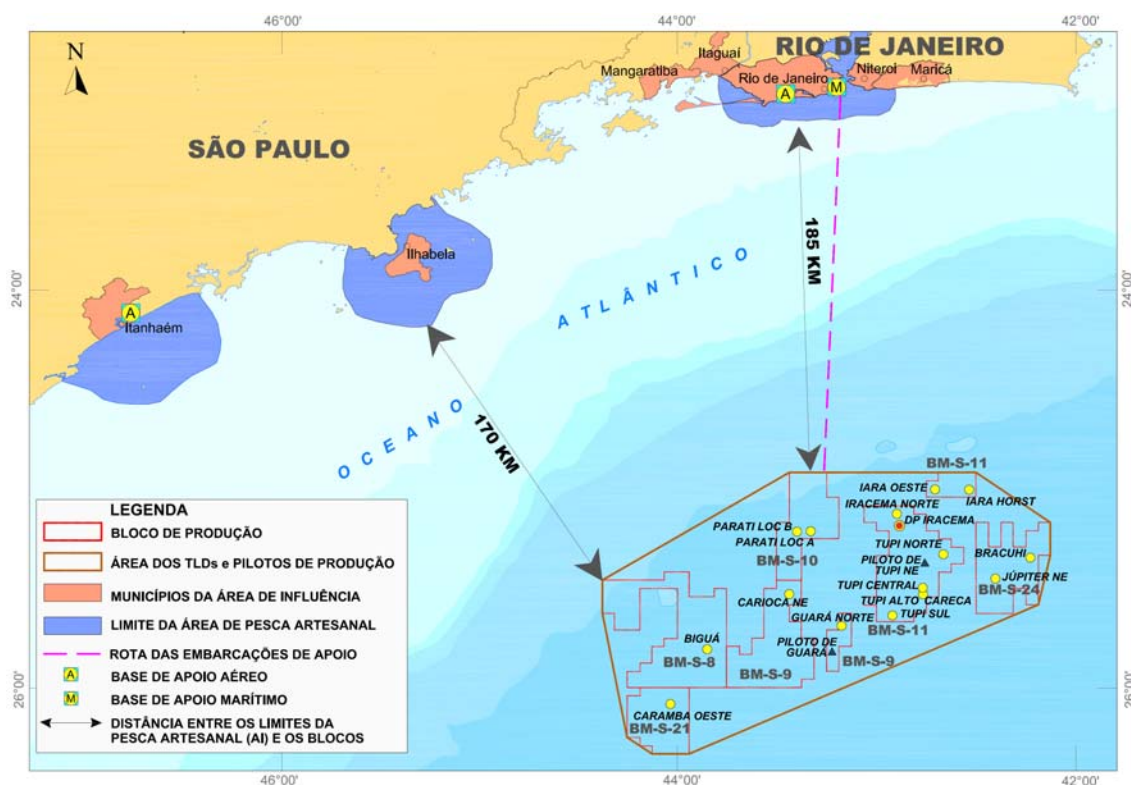 46°00'
44°00'
42°00'
N
RIO DE JANEIRO
Itaguaí
Mangaratiba
Rio de Janeiro
Niteroi
Maricá
A
M
SÃO PAULO
185 KM
Ilhabela
24°00'
24°00'
ATLÂNTICO
A
Itanhaém
OCEANO
170 KM
BM-S-11
IARA OESTE
IARA HORST
IRACEMA NORTE
DP IRACEMA
PARATI LOC B
PARATI LOC A
BM-S-10
TUPI NORTE
BRACUHI
PILOTO DE
TUPI NE
JÚPITER NE
TUPI CENTRAL
BM-S-24
CARIOCA NE
TUPI ALTO CARECA
GUARÁ NORTE
TUPI SUL
BM-S-11
BIGUÁ
PILOTO DE
GUARÁ
BM-S-8
BM-S-9
BM-S-9
26°00'
26°00'
CARAMBA OESTE
BM-S-21
LEGENDA
BLOCO DE PRODUÇÃO
ÁREA DOS TLDs e PILOTOS DE PRODUÇÃO
MUNICÍPIOS DA ÁREA DE INFLUÊNCIA
LIMITE DA ÁREA DE PESCA ARTESANAL
ROTA DAS EMBARCAÇÕES DE APOIO
A BASE DE APOIO AÉREO
M BASE DE APOIO MARÍTIMO
DISTÂNCIA ENTRE OS LIMITES DA
PESCA ARTESANAL (AI) E OS BLOCOS
46°00'
44°00'
42°00'